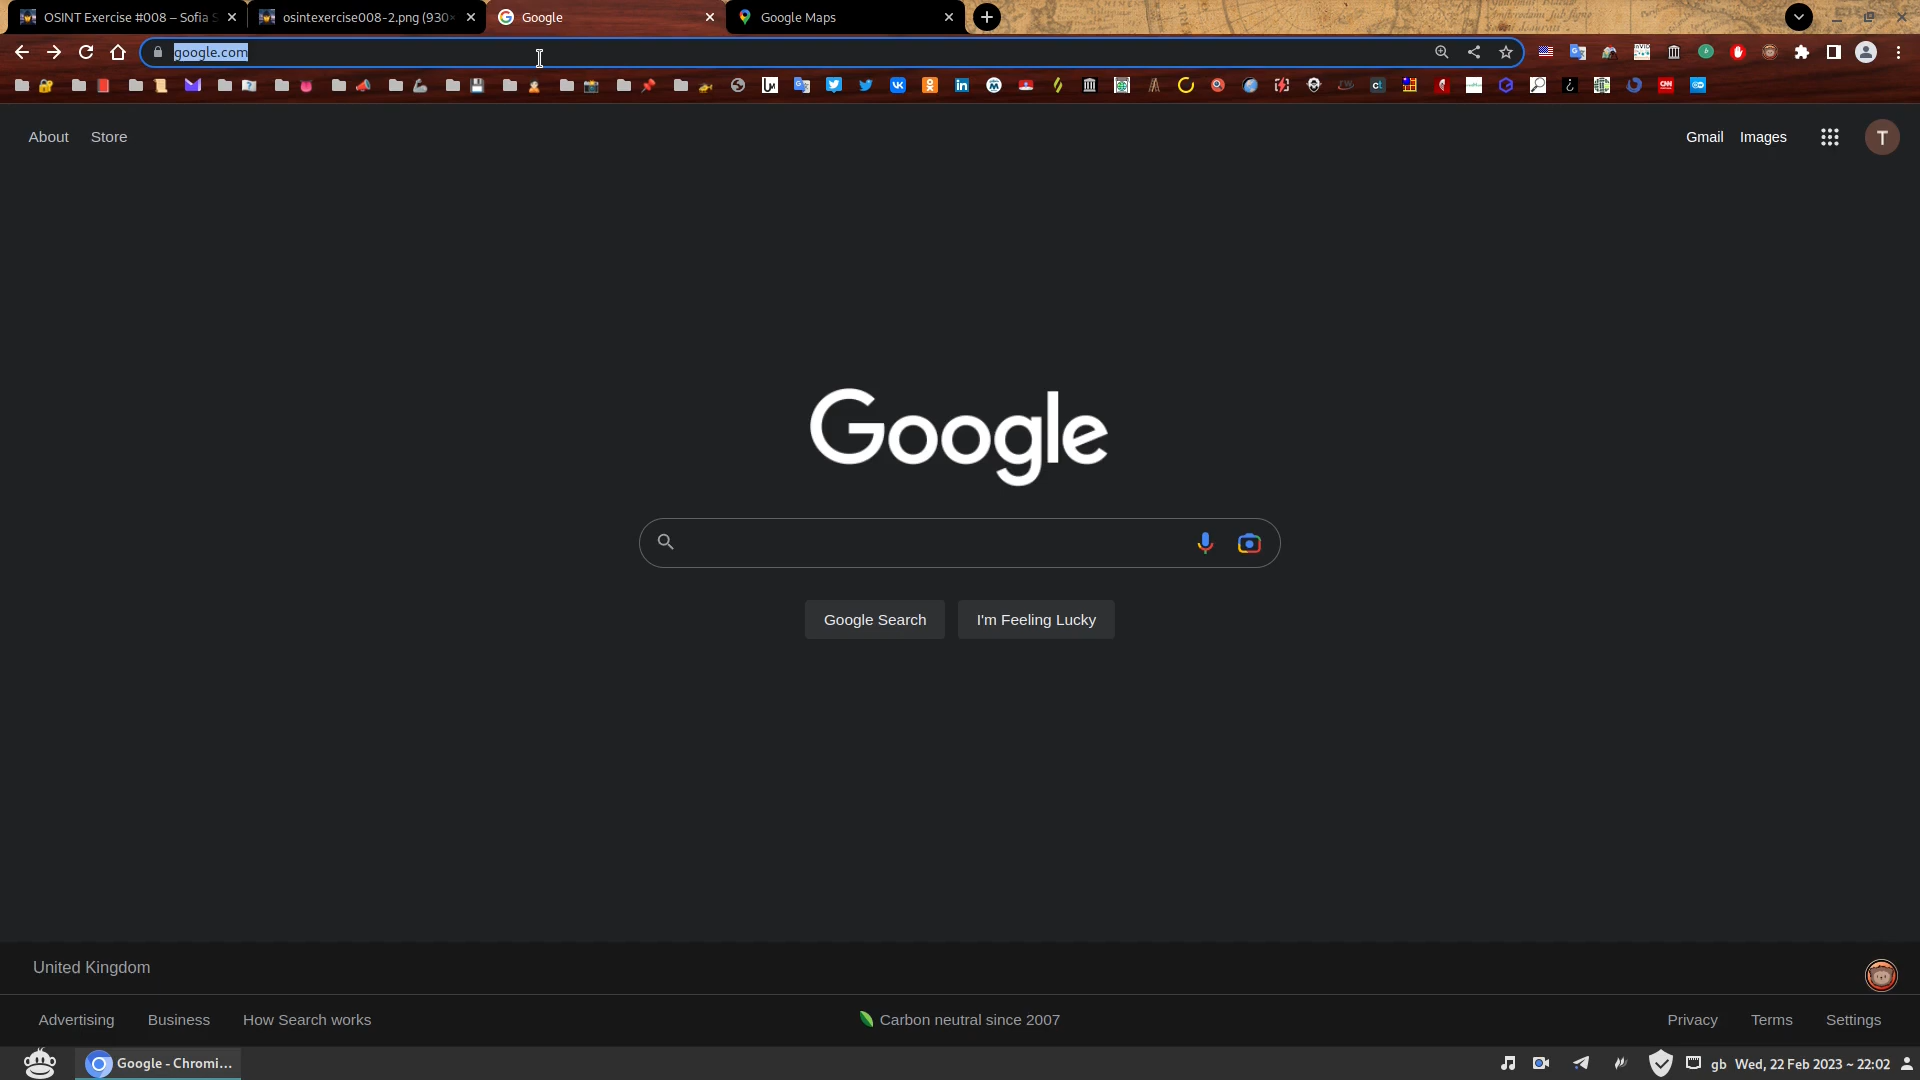 OSINT Exercise #008 – Sofia S
osintexercise008-2.png (930×
Google
Google Maps
google.com
About
Store
Gmail
Images
T
Google
Google Search
I'm Feeling Lucky
United Kingdom
Advertising
Business
How Search works
Carbon neutral since 2007
Privacy
Terms
Settings
Google - Chromi...
gb
Wed, 22 Feb 2023 ~ 22:02